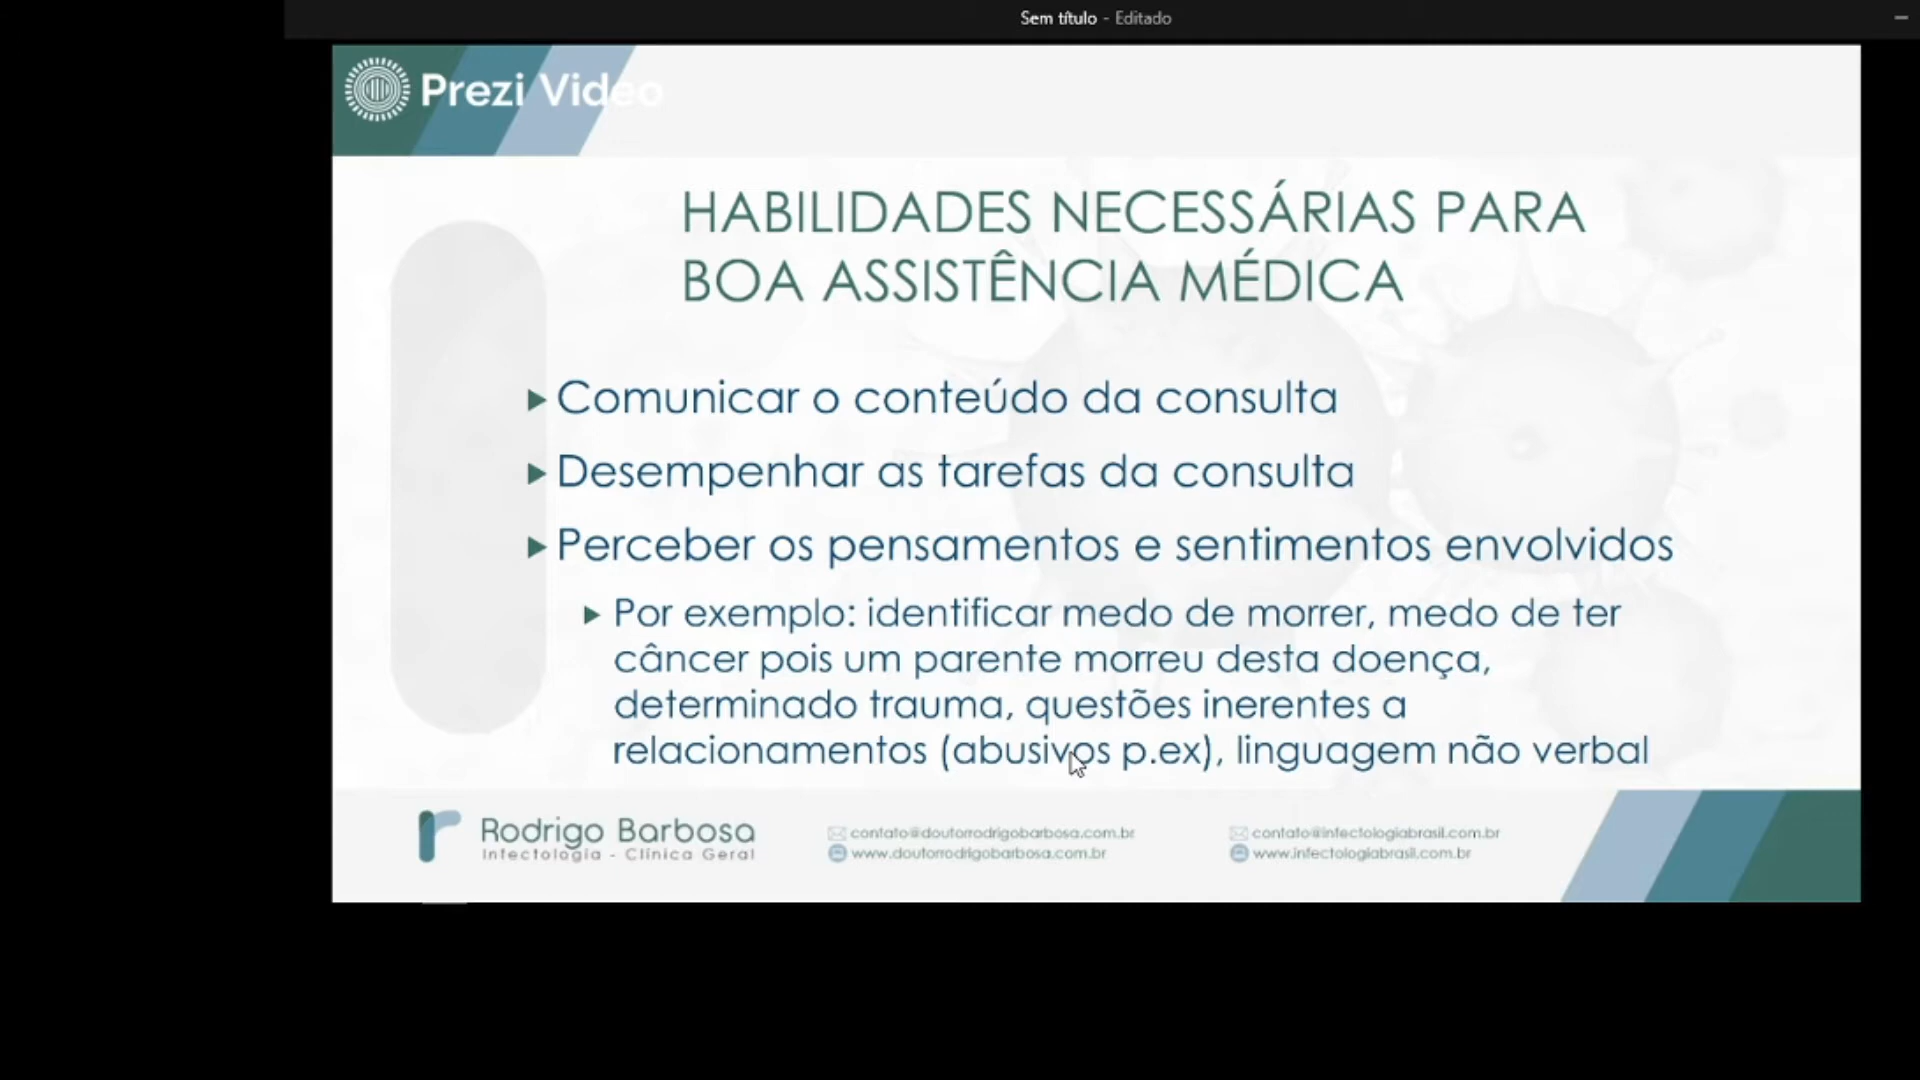 Sem título - Editado
Prezi Video
HABILIDADES NECESSÁRIAS PARA
BOA ASSISTÊNCIA MÉDICA
Comunicar o conteúdo da consulta
Desempenhar as tarefas da consulta
Perceber os pensamentos e sentimentos envolvidos
Por exemplo: identificar medo de morrer, medo de ter
câncer pois um parente morreu desta doença,
determinado trauma, questões inerentes a
relacionamentos (abusivos p.ex), linguagem não verbal
Rodrigo Barbosa
Infectologia - Clínica Geral
contato@doutorrodrigobarbosa.com.br
www.doutorrodrigobarbosa.com.br
contato@infectologiabrasil.com.br
www.infectologiabrasil.com.br